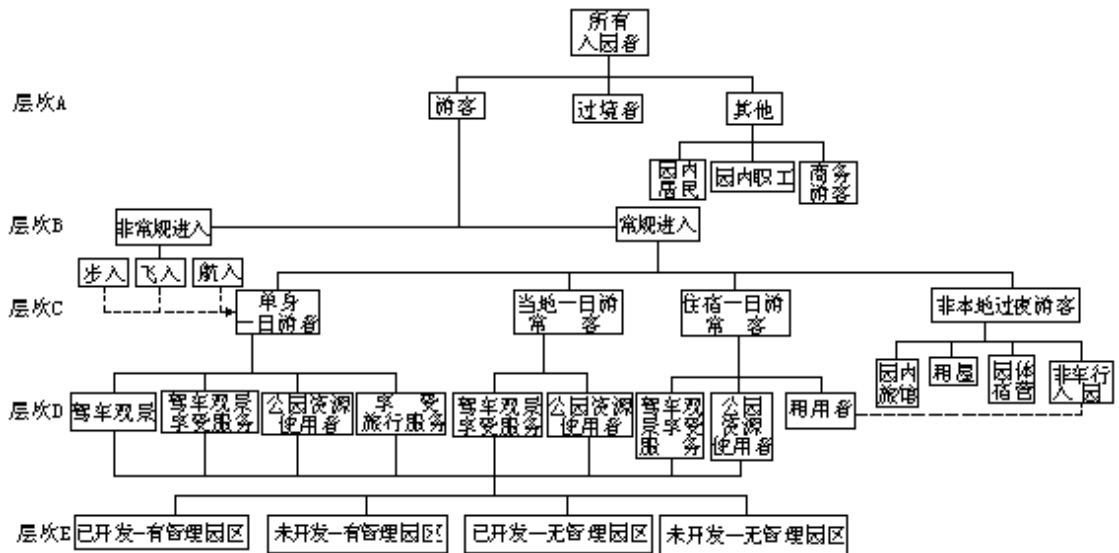 所有
入园者
层次A
游客
过境者
其他
园内
居民
园内职工
商务
游客
层次B
非常规进入
常规进入
步入
飞入
航入
层次C
单身
一日游者
当地一日游
常 客
住宿一日游
常 客
非本地过夜游客
园内
旅馆
租屋
园体
宿营
非车行
入园
层次D
驾车观景
驾车观景
享受服务
公园资源
使用者
享 受
旅行服务
驾车观景
享受服务
公园资源
使用者
驾车观
景享受
服 务
公园
资源
使用者
租用者
层次E
已开发-有管理园区
未开发-有管理园区
已开发-无管理园区
未开发-无管理园区